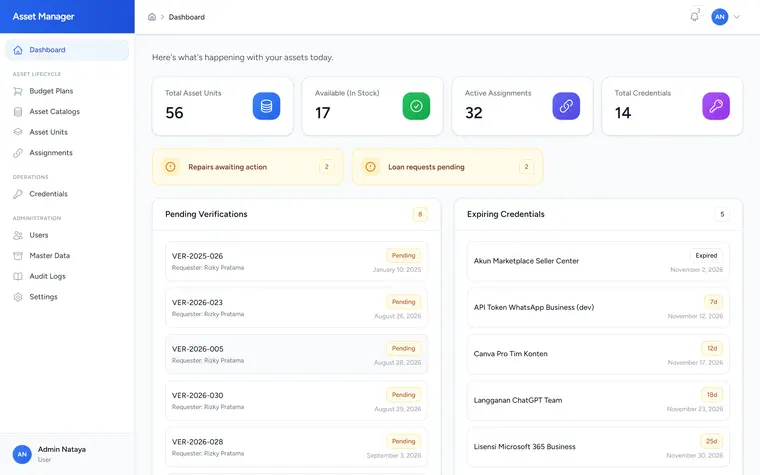 Asset Manager
Dashboard
3
AN
Dashboard
ASSET LIFECYCLE
Budget Plans
Asset Catalogs
Asset Units
Assignments
OPERATIONS
Credentials
ADMINISTRATION
Users
Master Data
Audit Logs
Settings
AN
Admin Nataya
User
Here's what's happening with your assets today.
Total Asset Units
56
Available (In Stock)
17
Active Assignments
32
Total Credentials
14
Repairs awaiting action
2
Loan requests pending
2
Pending Verifications
8
VER-2025-026
Pending
Requester: Rizky Pratama
January 10, 2025
VER-2026-023
Pending
Requester: Rizky Pratama
August 26, 2026
VER-2026-005
Pending
Requester: Rizky Pratama
August 28, 2026
VER-2026-030
Pending
Requester: Rizky Pratama
August 29, 2026
VER-2026-028
Pending
Requester: Rizky Pratama
September 3, 2026
Expiring Credentials
5
Akun Marketplace Seller Center
Expired
November 2, 2026
API Token WhatsApp Business (dev)
7d
November 12, 2026
Canva Pro Tim Konten
12d
November 17, 2026
Langganan ChatGPT Team
18d
November 23, 2026
Lisensi Microsoft 365 Business
25d
November 30, 2026